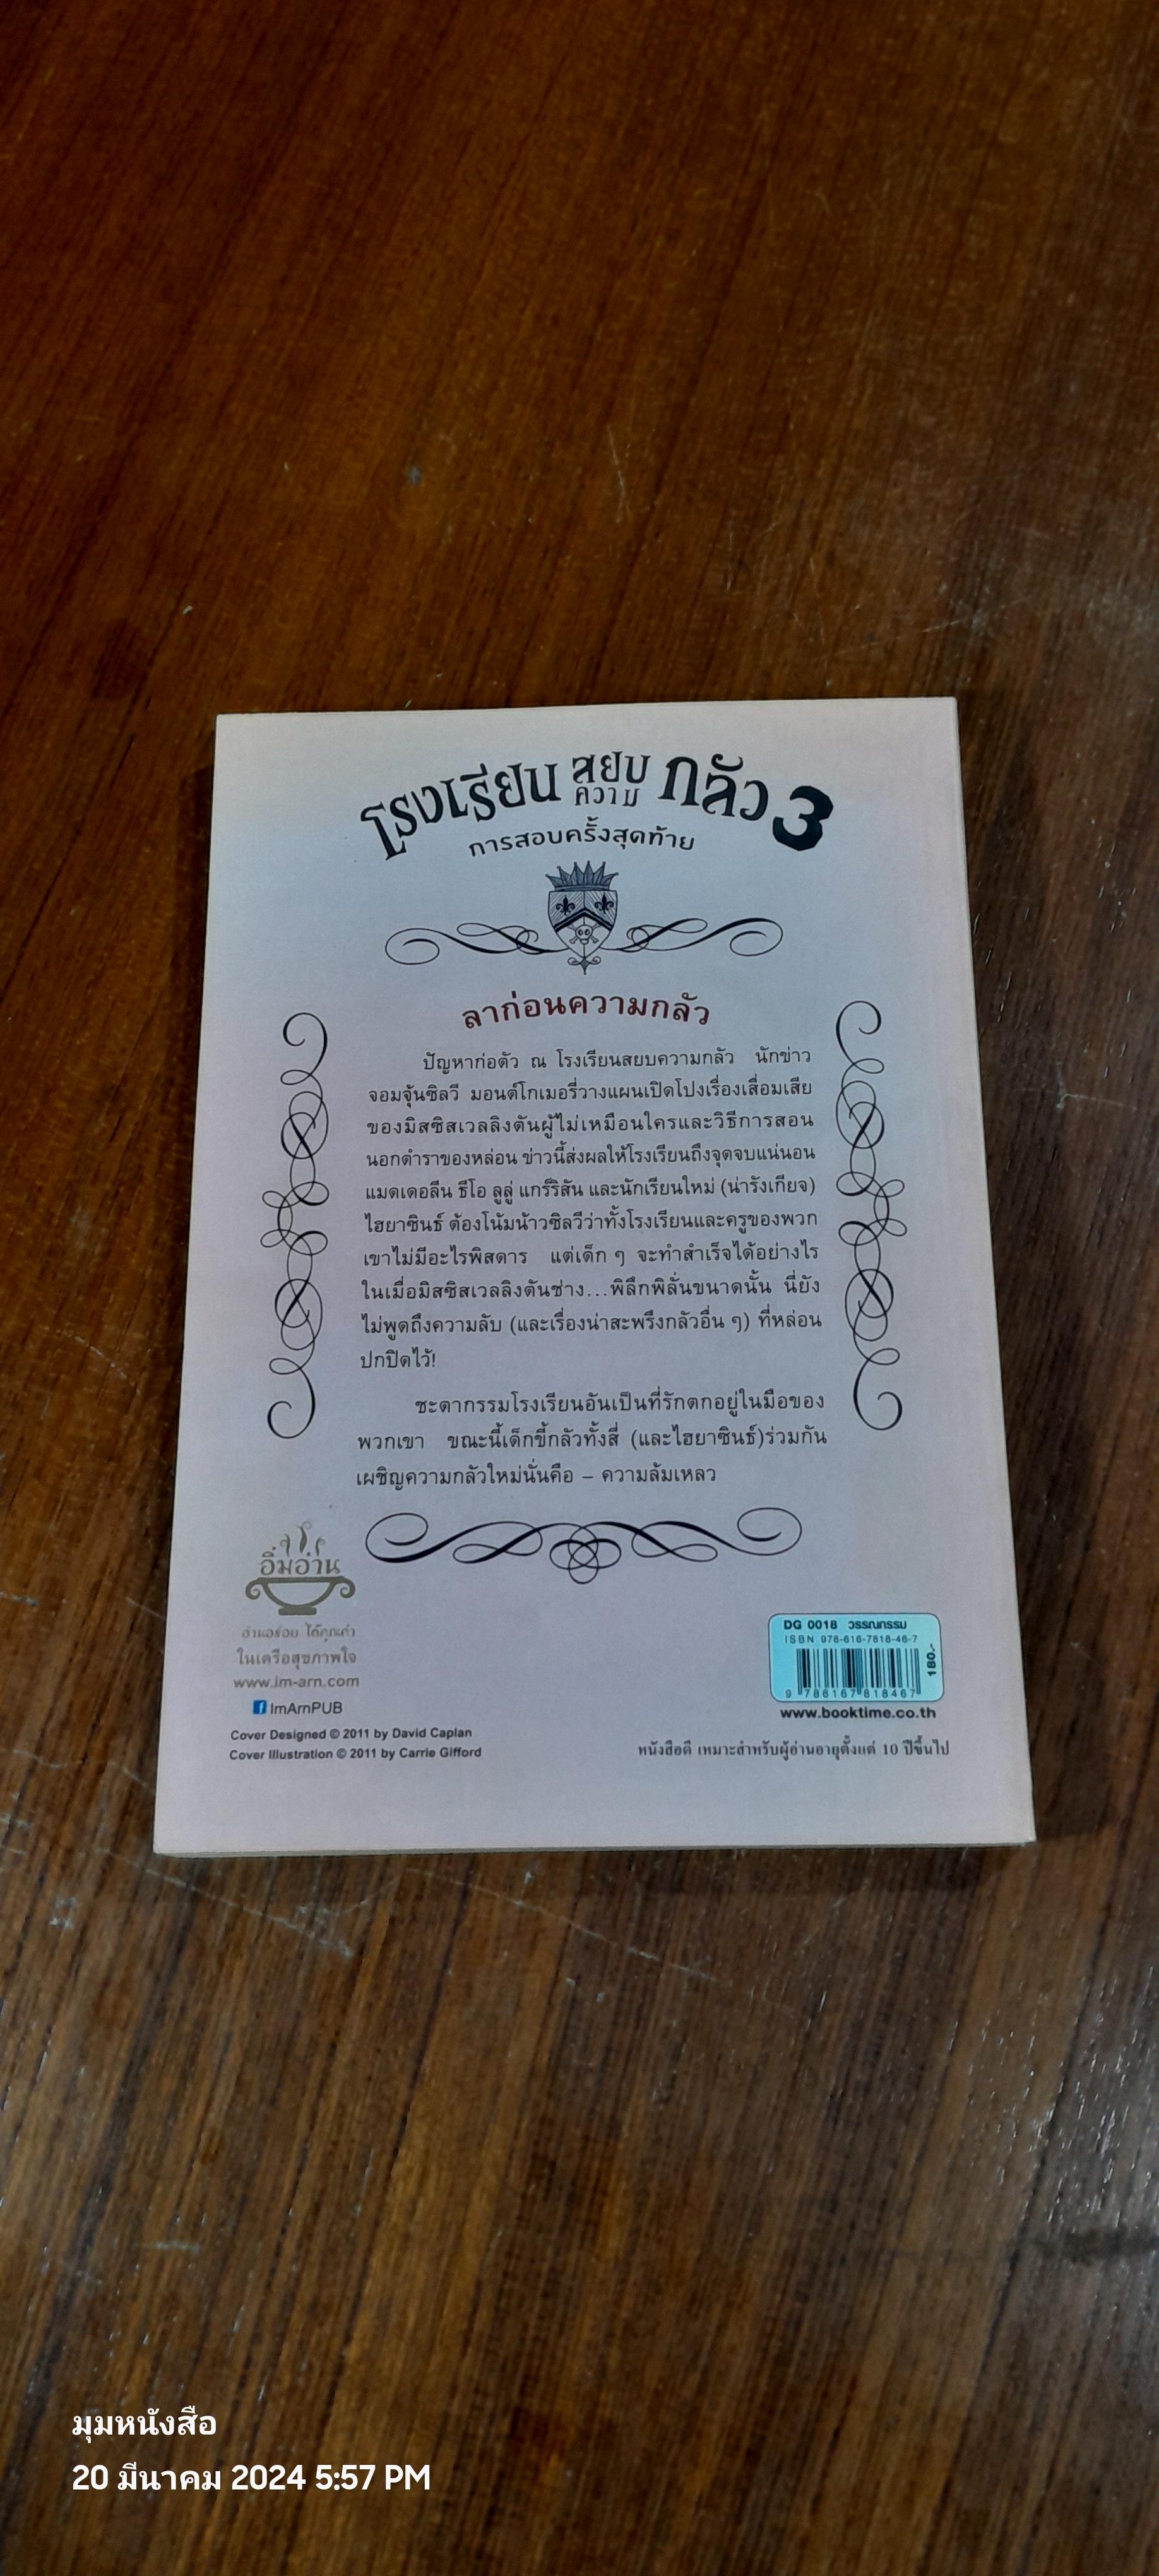 โรงเรียนสยบความกลัว 3
การสอบครั้งสุดท้าย
ลาก่อนความกลัว
ปัญหาก่อตัว ณ โรงเรียนสยบความกลัว นักข่าว
จอมจุ้นซิลวี มอนต์โกเมอรี่วางแผนเปิดโปงเรื่องเสื่อมเสีย
ของมิสซิสเวลลิงตันผู้ไม่เหมือนใครและวิธีการสอน
นอกตำราของหล่อน ข่าวนี้ส่งผลให้โรงเรียนถึงจุดจบแน่นอน
แมดเดอลีน ธีโอ ลูลู่ แกร์ริสัน และนักเรียนใหม่ (น่ารังเกียจ)
ไฮยาซินธ์ ต้องโน้มน้าวซิลวีว่าทั้งโรงเรียนและครูของพวก
เขาไม่มีอะไรพิสดาร แต่เด็ก ๆ จะทำสำเร็จได้อย่างไร
ในเมื่อมิสซิสเวลลิงตันช่าง...พิลึกพิลั่นขนาดนั้น นี่ยัง
ไม่พูดถึงความลับ (และเรื่องน่าสะพรึงกลัวอื่น ๆ) ที่หล่อน
ปกปิดไว้!
ชะตากรรมโรงเรียนอันเป็นที่รักตกอยู่ในมือของ
พวกเขา ขณะนี้เด็กขี้กลัวทั้งสี่ (และไฮยาซินธ์)ร่วมกัน
เผชิญความกลัวใหม่นั่นคือ – ความล้มเหลว
อิ่มอ่าน
อ่านอร่อย ได้คุณค่า
ในเครือสุขภาพใจ
www.im-arn.com
ImArnPUB
Cover Designed © 2011 by David Caplan
Cover Illustration © 2011 by Carrie Gifford
DG 0018 วรรณกรรม
ISBN 978-616-7818-46-7
180.-
9 786167 818467
www.booktime.co.th
หนังสือดี เหมาะสำหรับผู้อ่านอายุตั้งแต่ 10 ปีขึ้นไป
มุมหนังสือ
20 มีนาคม 2024 5:57 PM